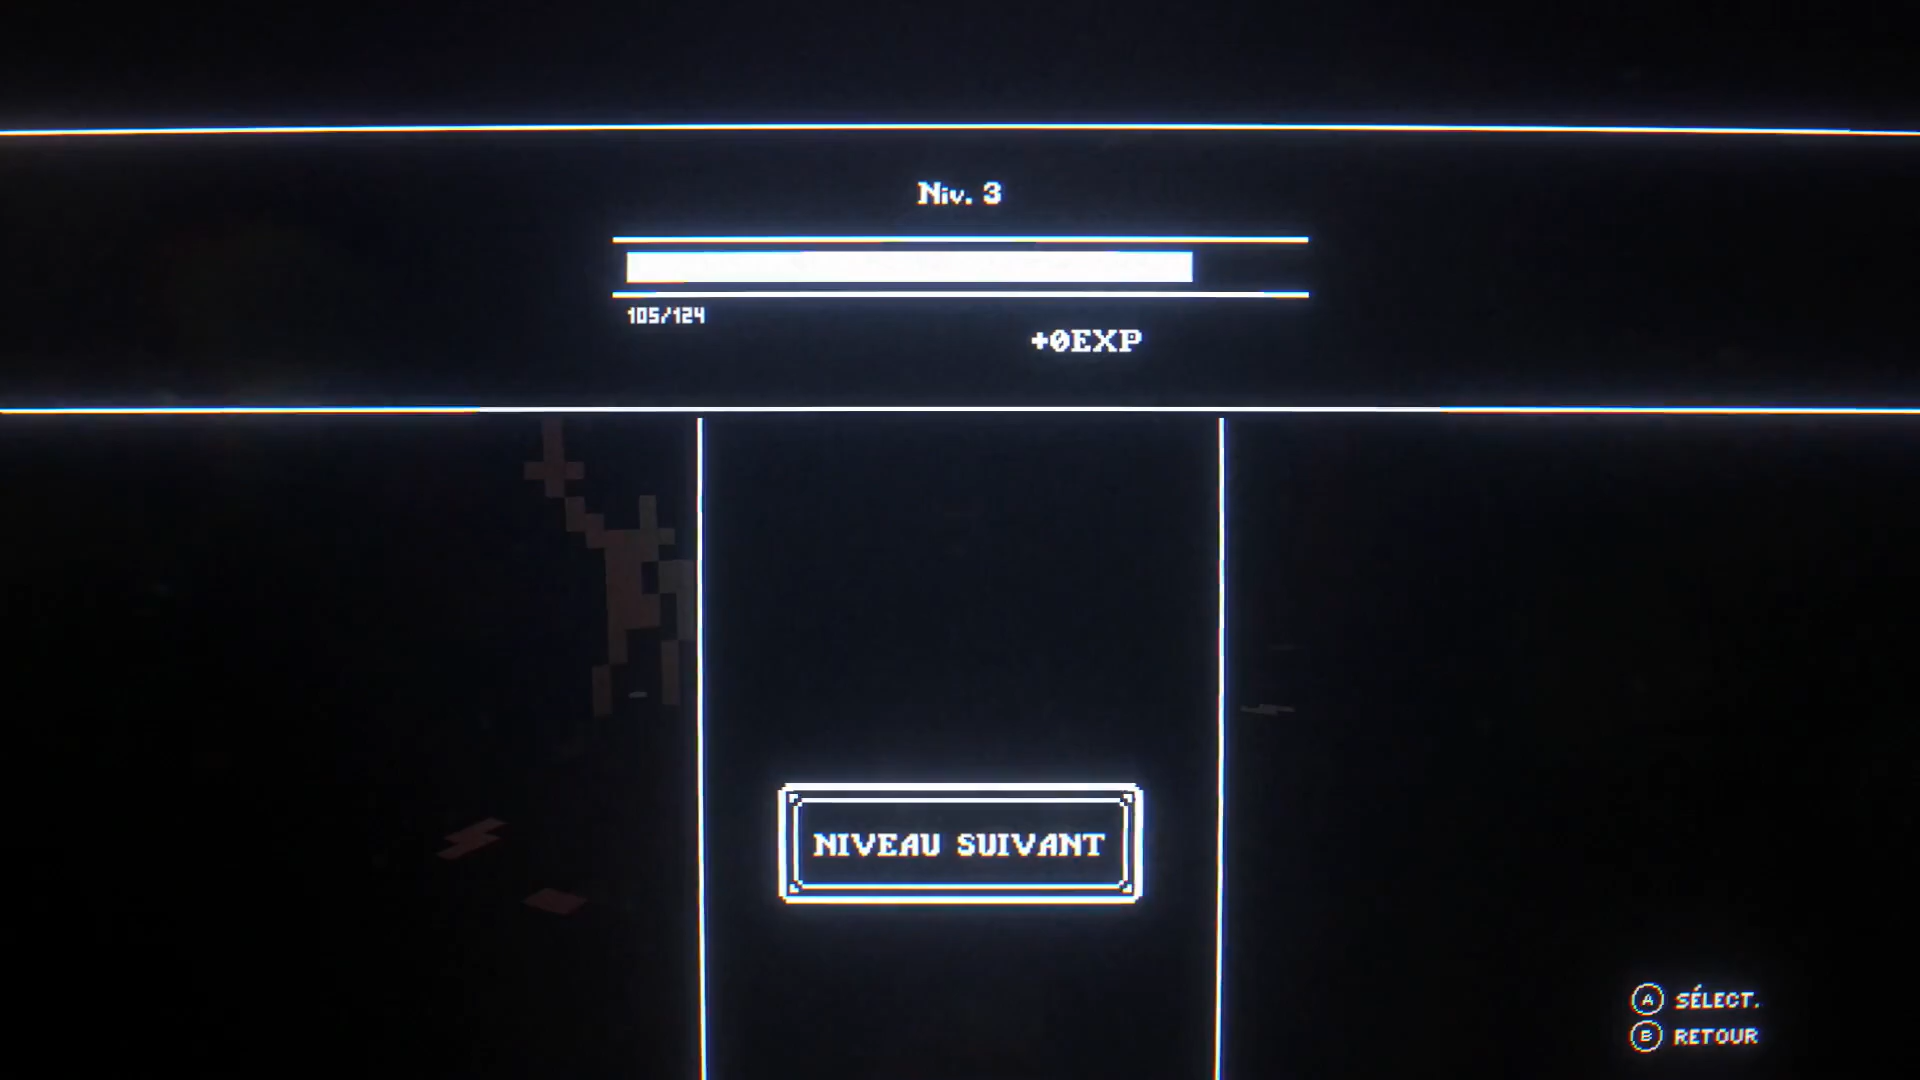 Niv. 3
105/124
+0EXP
NIVEAU SUIVANT
A SÉLECT.
B RETOUR